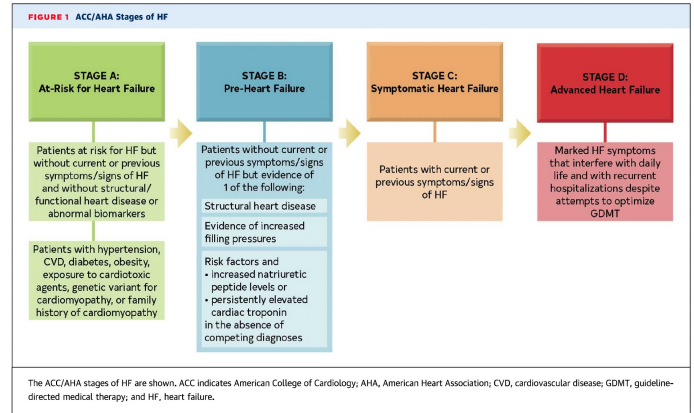 FIGURE 1 ACC/AHA Stages of HF
STAGE A:
At-Risk for Heart Failure
Patients at risk for HF but
without current or previous
symptoms/signs of HF
and without structural/
functional heart disease or
abnormal biomarkers
Patients with hypertension,
CVD, diabetes, obesity,
exposure to cardiotoxic
agents, genetic variant for
cardiomyopathy, or family
history of cardiomyopathy
STAGE B:
Pre-Heart Failure
Patients without current or
previous symptoms/signs
of HF but evidence of
1 of the following:
Structural heart disease
Evidence of increased
filling pressures
Risk factors and
• increased natriuretic
peptide levels or
• persistently elevated
cardiac troponin
in the absence of
competing diagnoses
STAGE C:
Symptomatic Heart Failure
Patients with current or
previous symptoms/signs
of HF
STAGE D:
Advanced Heart Failure
Marked HF symptoms
that interfere with daily
life and with recurrent
hospitalizations despite
attempts to optimize
GDMT
The ACC/AHA stages of HF are shown. ACC indicates American College of Cardiology; AHA, American Heart Association; CVD, cardiovascular disease; GDMT, guideline-
directed medical therapy; and HF, heart failure.